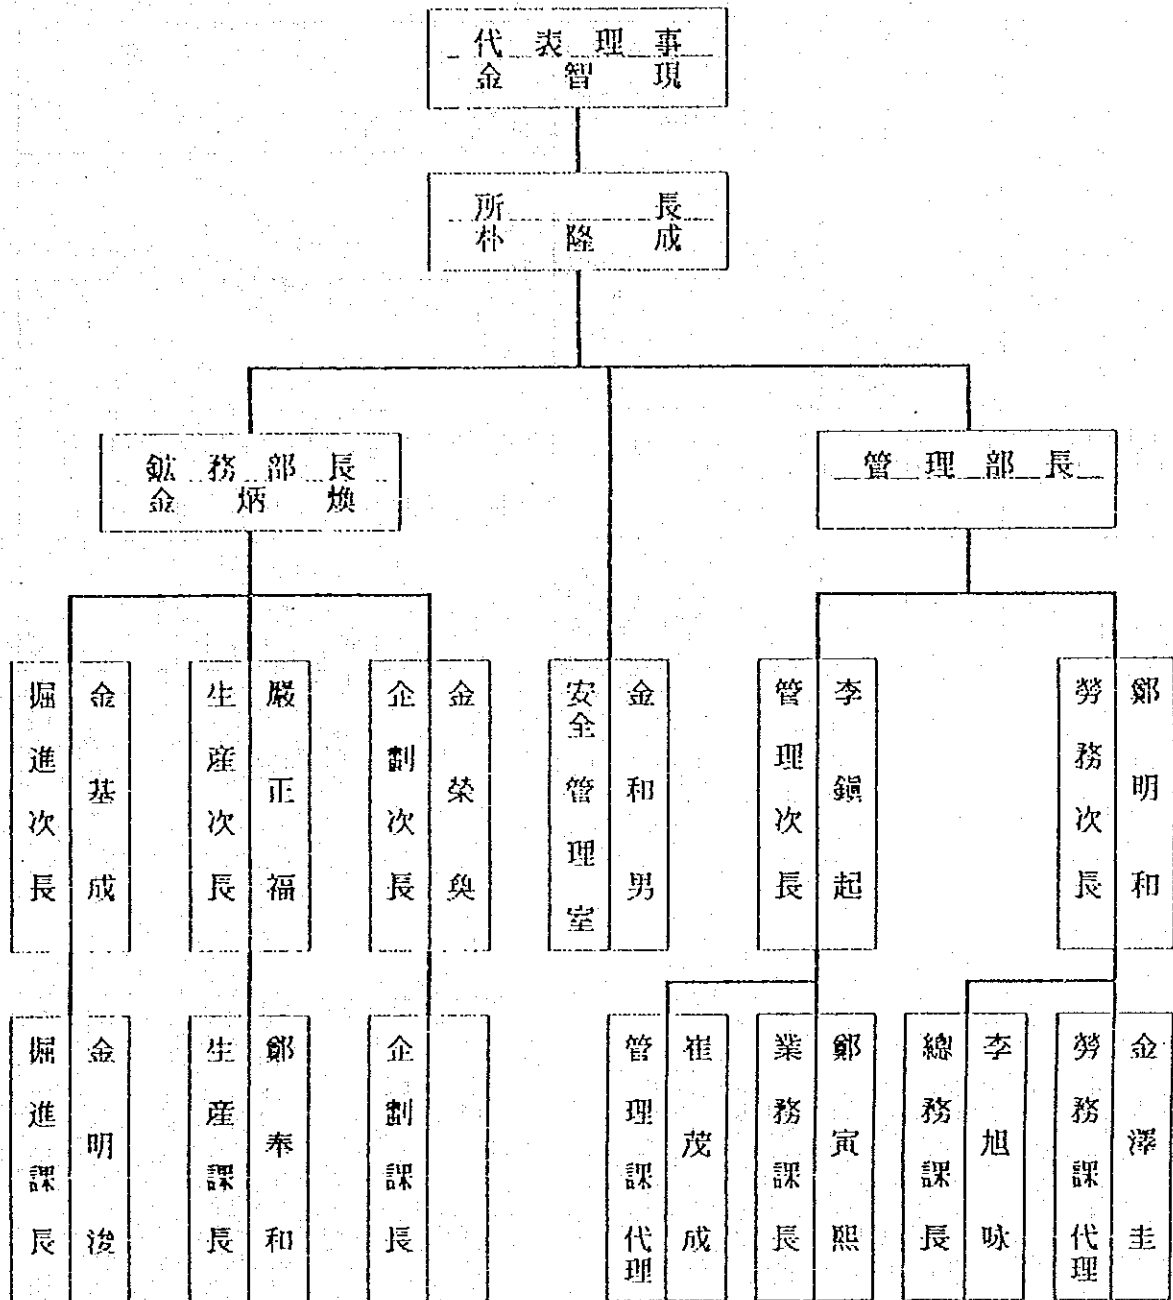 代表理事
金智現
所長
朴隆成
鉱務部長
金炳煥
管理部長
掘進次長
金基成
生産次長
嚴正福
企劃次長
金榮奐
安全管理室
金和男
管理次長
李鎭起
勞務次長
鄭明和
掘進課長
金明浚
生産課長
鄭奉和
企劃課長
管理課代理
崔茂成
業務課長
鄭寅熙
總務課長
李旭咏
勞務課代理
金澤圭